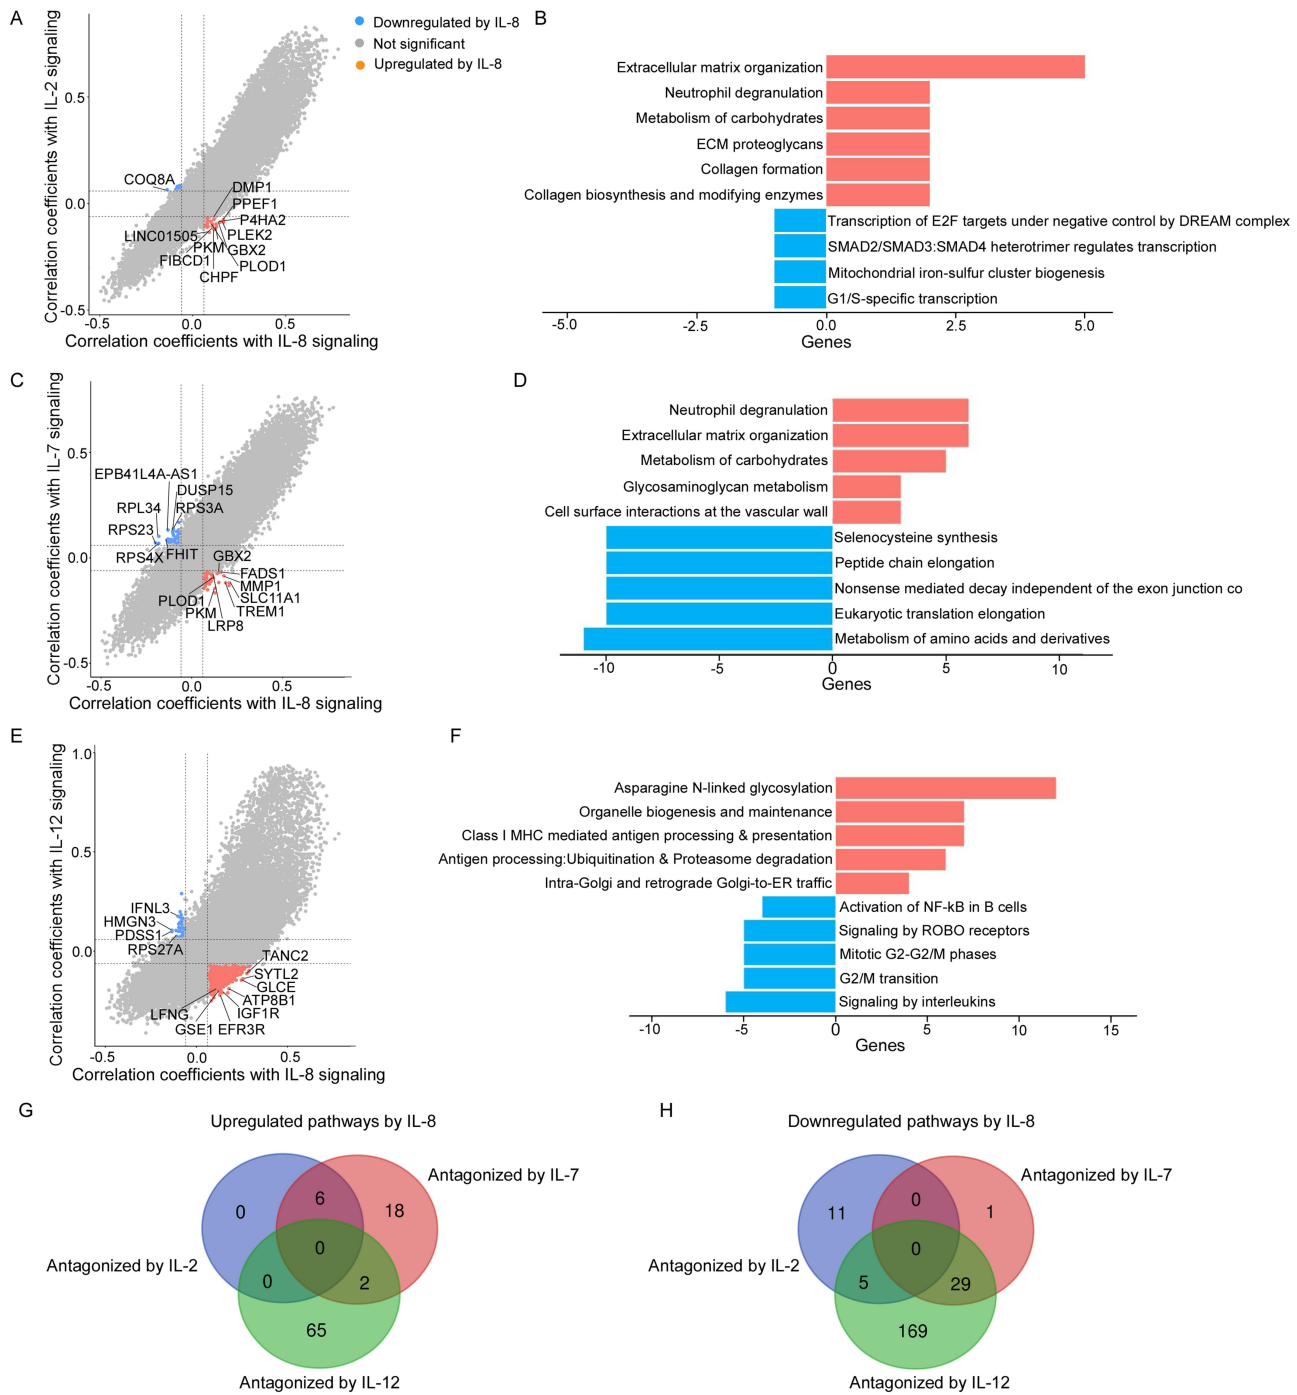 A
Correlation coefficients with IL-2 signaling
0.5
0.0
-0.5
-0.5
0.0
0.5
Correlation coefficients with IL-8 signaling
COQ8A
DMP1
PPEF1
P4HA2
PLEK2
LINC01505
PKM
GBX2
FIBCD1
PLOD1
CHPF
Downregulated by IL-8
Not significant
Upregulated by IL-8
B
Extracellular matrix organization
Neutrophil degranulation
Metabolism of carbohydrates
ECM proteoglycans
Collagen formation
Collagen biosynthesis and modifying enzymes
Transcription of E2F targets under negative control by DREAM complex
SMAD2/SMAD3:SMAD4 heterotrimer regulates transcription
Mitochondrial iron-sulfur cluster biogenesis
G1/S-specific transcription
-5.0
-2.5
0.0
2.5
5.0
Genes
C
Correlation coefficients with IL-7 signaling
0.5
0.0
-0.5
-0.5
0.0
0.5
Correlation coefficients with IL-8 signaling
EPB41L4A-AS1
DUSP15
RPL34
RPS3A
RPS23
RPS4X
FHIT
GBX2
FADS1
MMP1
SLC11A1
PLOD1
PKM
TREM1
LRP8
D
Neutrophil degranulation
Extracellular matrix organization
Metabolism of carbohydrates
Glycosaminoglycan metabolism
Cell surface interactions at the vascular wall
Selenocysteine synthesis
Peptide chain elongation
Nonsense mediated decay independent of the exon junction co
Eukaryotic translation elongation
Metabolism of amino acids and derivatives
-10
-5
0
5
10
Genes
E
Correlation coefficients with IL-12 signaling
1.0
0.5
0.0
-0.5
0.0
0.5
Correlation coefficients with IL-8 signaling
IFNL3
HMGN3
PDSS1
RPS27A
TANC2
SYTL2
GLCE
ATP8B1
LFNG
IGF1R
GSE1
EFR3R
F
Asparagine N-linked glycosylation
Organelle biogenesis and maintenance
Class I MHC mediated antigen processing & presentation
Antigen processing:Ubiquitination & Proteasome degradation
Intra-Golgi and retrograde Golgi-to-ER traffic
Activation of NF-kB in B cells
Signaling by ROBO receptors
Mitotic G2-G2/M phases
G2/M transition
Signaling by interleukins
-10
-5
0
5
10
15
Genes
G
Upregulated pathways by IL-8
Antagonized by IL-7
Antagonized by IL-2
Antagonized by IL-12
0
6
18
0
0
2
65
H
Downregulated pathways by IL-8
Antagonized by IL-7
Antagonized by IL-2
Antagonized by IL-12
11
0
1
0
5
29
169